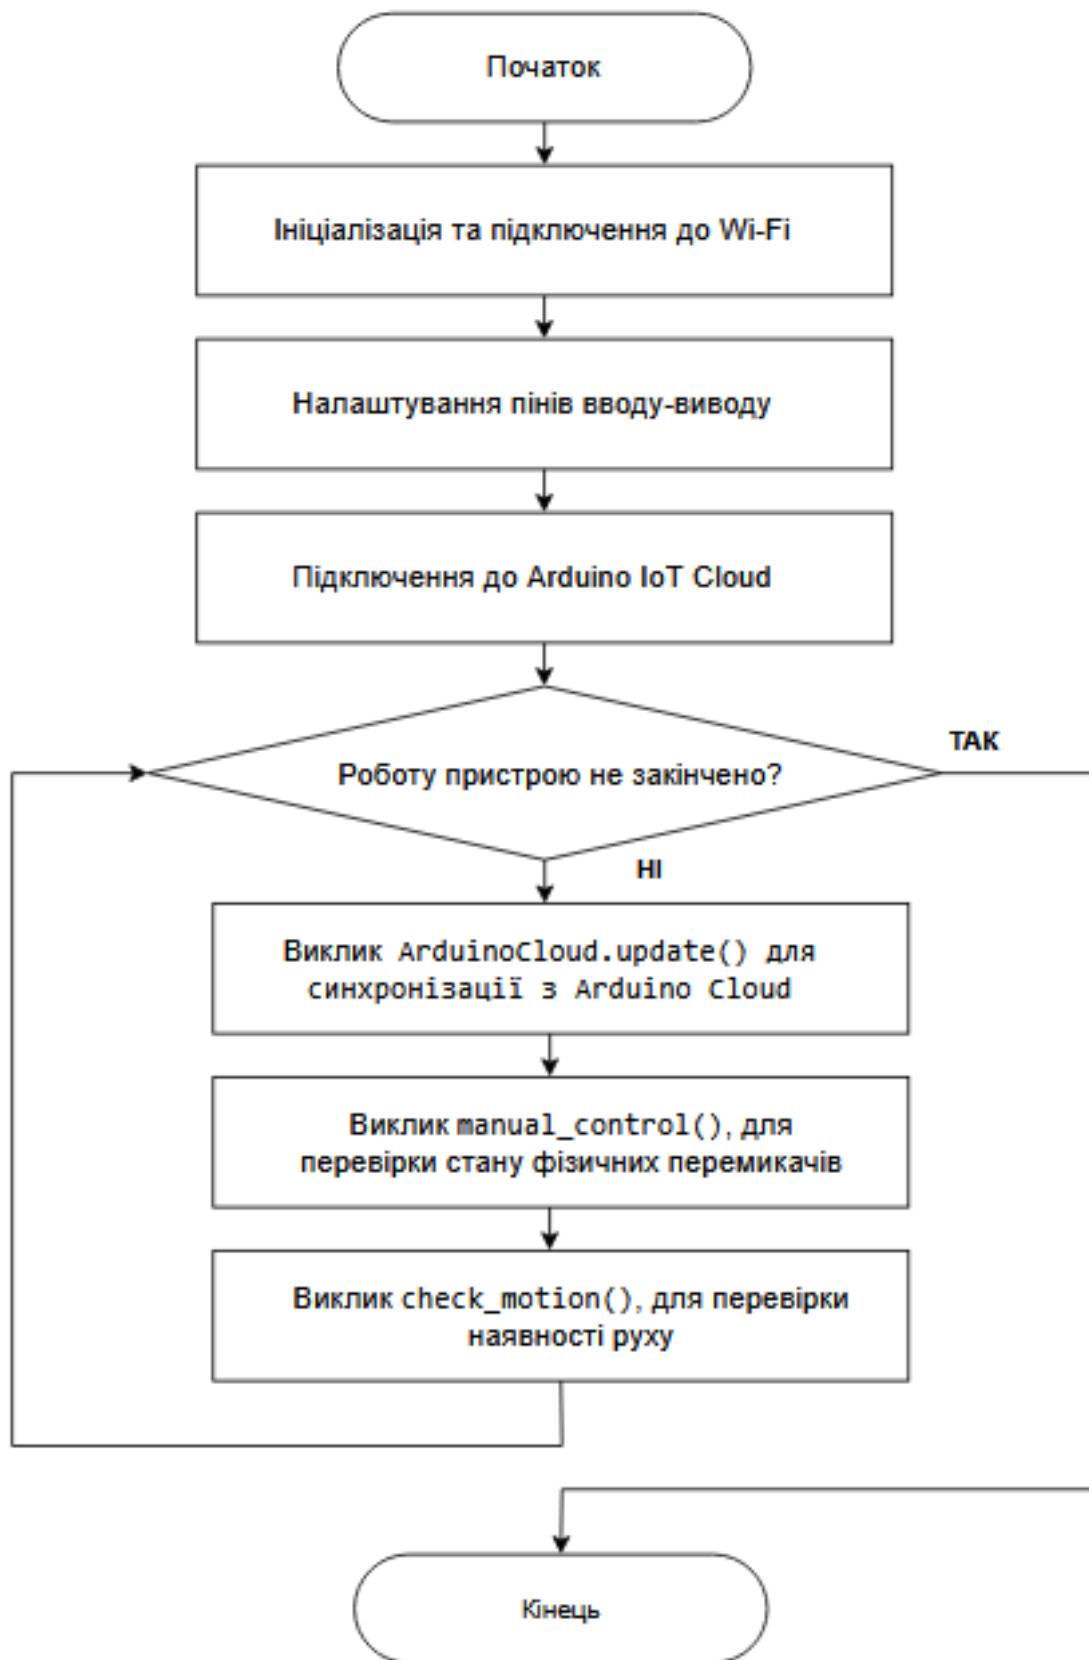 Початок
Ініціалізація та підключення до Wi-Fi
Налаштування пінів вводу-виводу
Підключення до Arduino IoT Cloud
ТАК
Роботу пристрою не закінчено?
НІ
Виклик ArduinoCloud.update() для
синхронізації з Arduino Cloud
Виклик manual_control(), для
перевірки стану фізичних перемикачів
Виклик check_motion(), для перевірки
наявності руху
Кінець